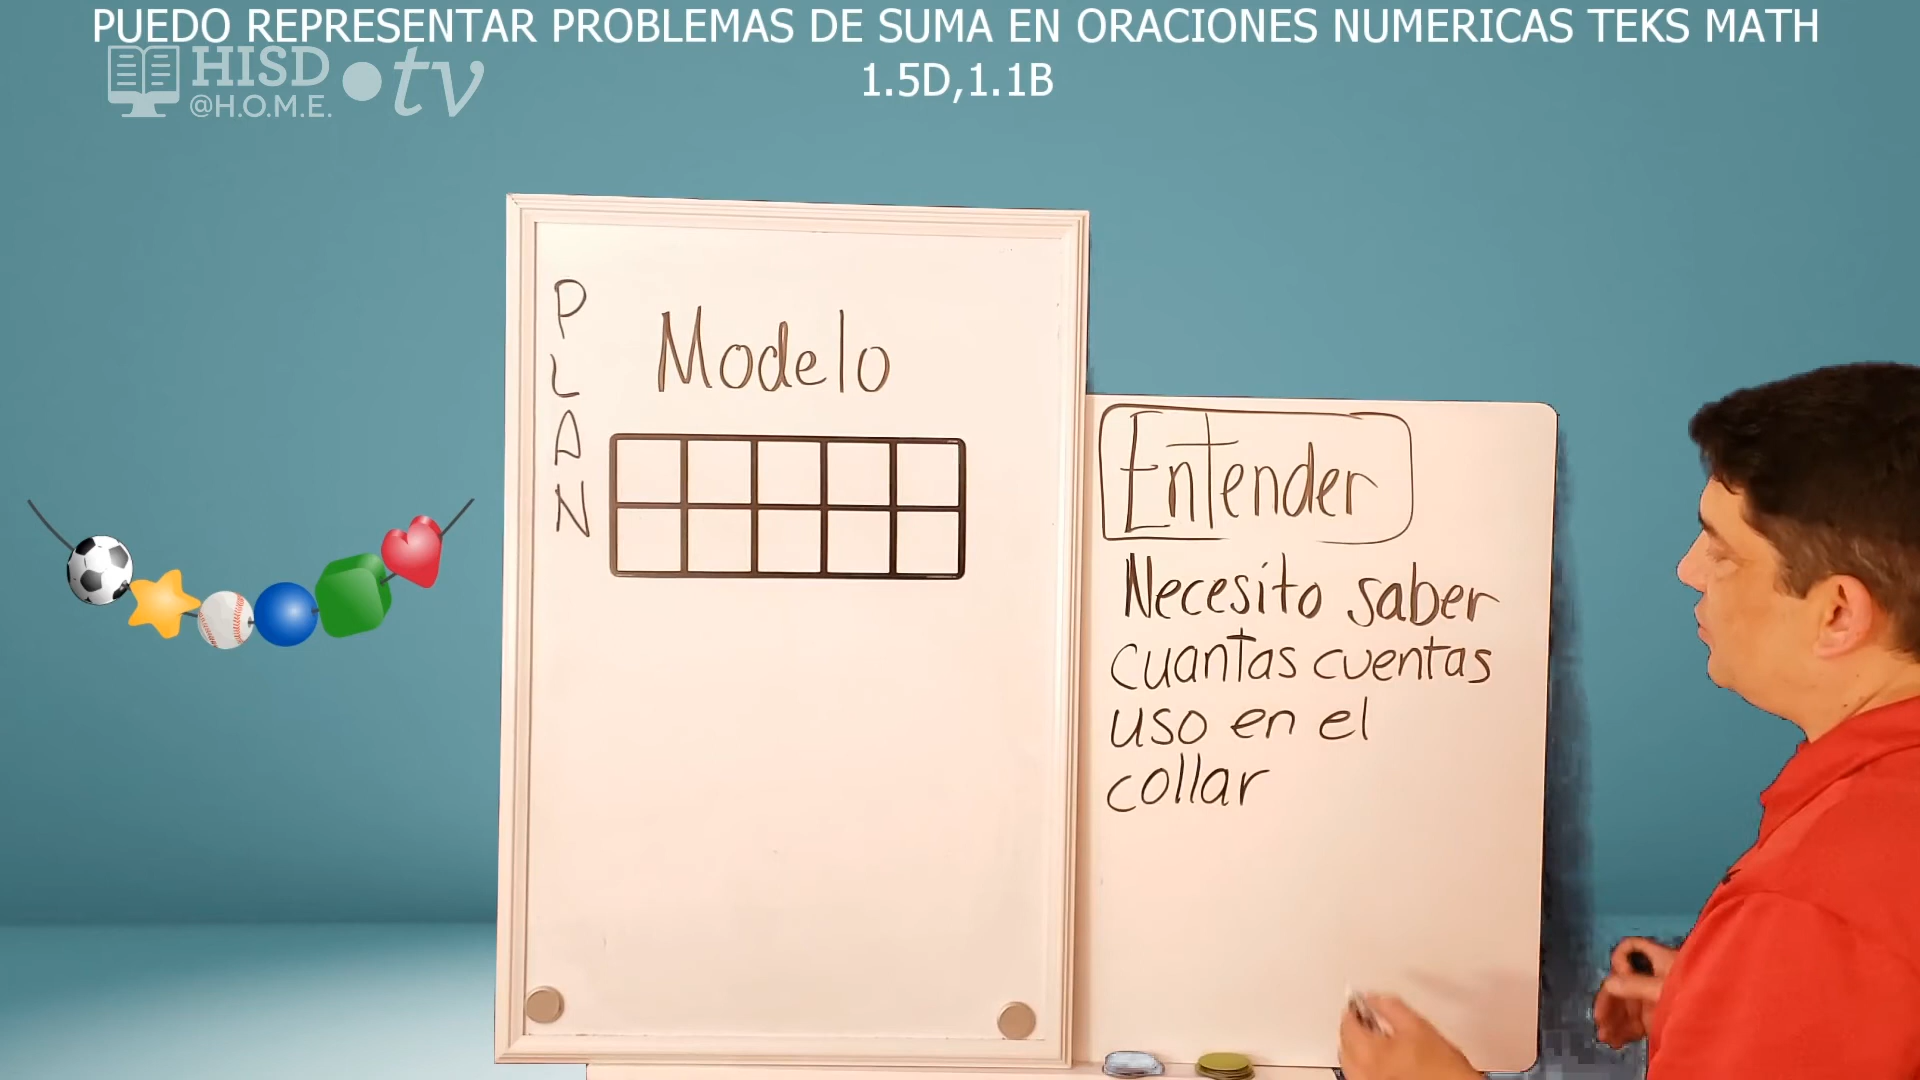 PUEDO REPRESENTAR PROBLEMAS DE SUMA EN ORACIONES NUMERICAS TEKS MATH
1.5D,1.1B
HISD
@H.O.M.E.
tv
PLAN
Modelo
Entender
Necesito saber
cuantas cuentas
uso en el
collar